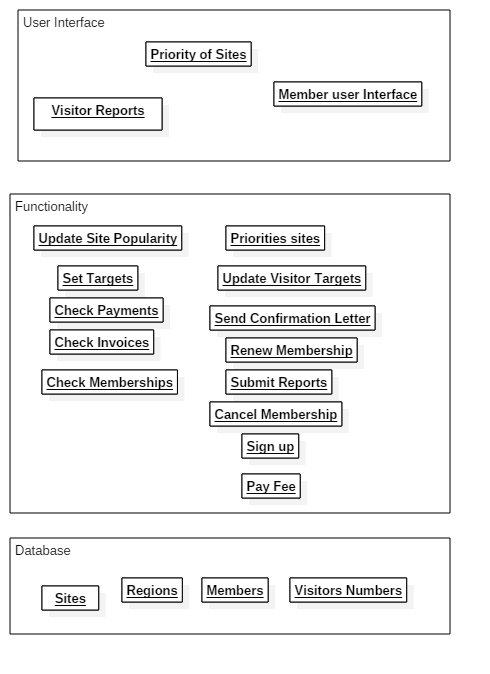 User Interface
Priority of Sites
Member user Interface
Visitor Reports
Functionality
Update Site Popularity
Priorities sites
Set Targets
Update Visitor Targets
Check Payments
Send Confirmation Letter
Check Invoices
Renew Membership
Check Memberships
Submit Reports
Cancel Membership
Sign up
Pay Fee
Database
Sites
Regions
Members
Visitors Numbers